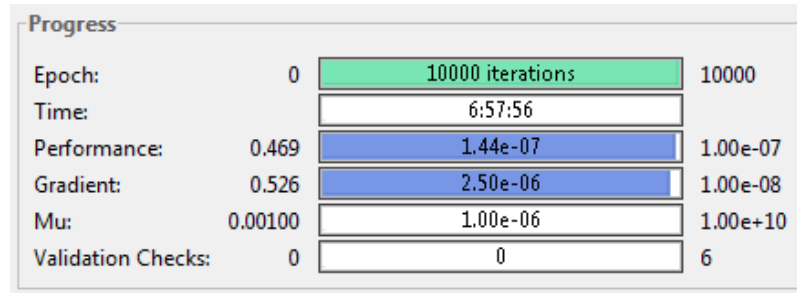 Progress
Epoch: 0 10000 iterations 10000
Time: 6:57:56
Performance: 0.469 1.44e-07 1.00e-07
Gradient: 0.526 2.50e-06 1.00e-08
Mu: 0.00100 1.00e-06 1.00e+10
Validation Checks: 0 0 6